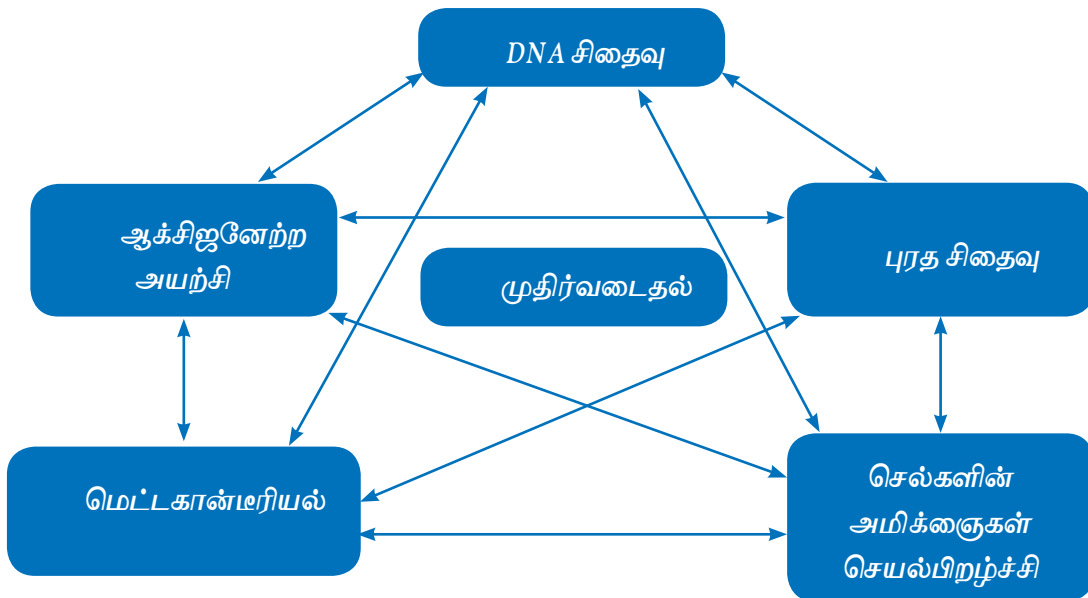 DNA சிதைவு
ஆக்சிஜனேற்ற
அயற்சி
புரத சிதைவு
முதிர்வடைதல்
மெட்டகான்டீரியல்
செல்களின்
அமிக்ஞைகள்
செயல்பிறழ்ச்சி